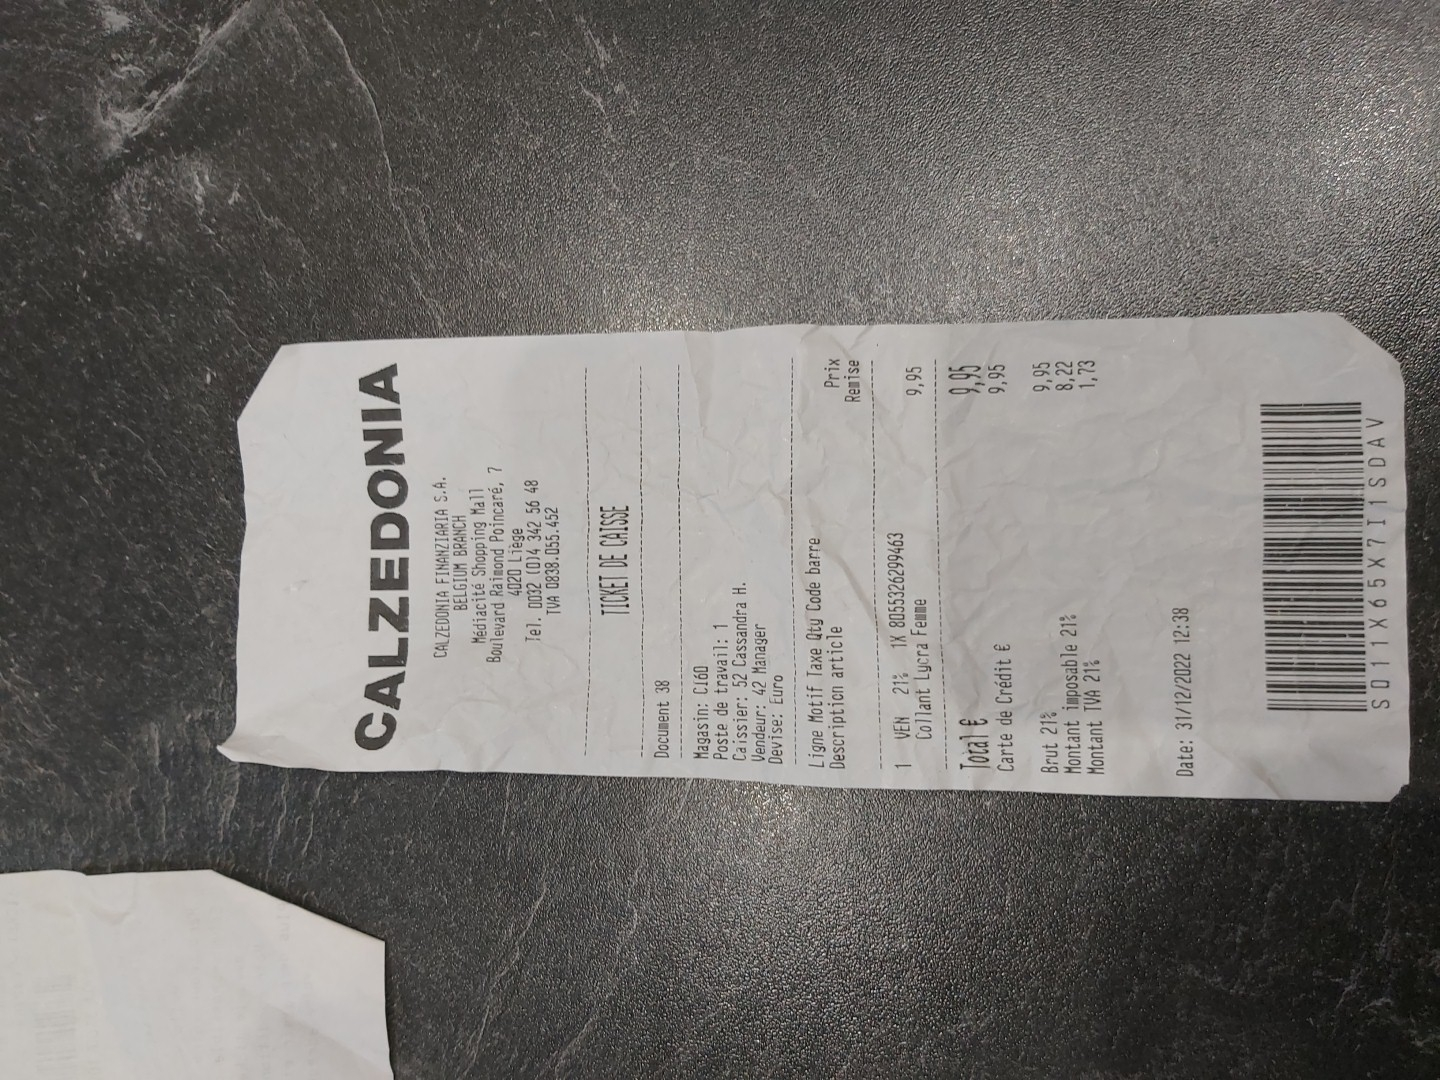 CALZEDONIA
CALZEDONIA FINANZIARIA S.A.
BELGIUM BRANCH
Médiacité Shopping Mall
Boulevard Raimond Poincaré, 7
4020 Liège
Tel. 0032 (0)4 342 56 48
TVA 0838.055.452
TICKET DE CAISSE
Document 38
Magasin: CI60
Poste de travail: 1
Caissier: 52 Cassandra H.
Vendeur: 42 Manager
Devise: Euro
Ligne Motif Taxe Qty Code barre Prix
Description article Remise
1 VEN 21% 1X 8055326299463 9,95
Collant Lycra Femme
Total € 9,95
Carte de Crédit € 9,95
Brut 21% 9,95
Montant imposable 21% 8,22
Montant TVA 21% 1,73
Date: 31/12/2022 12:38
S011X65X7I1SDAV